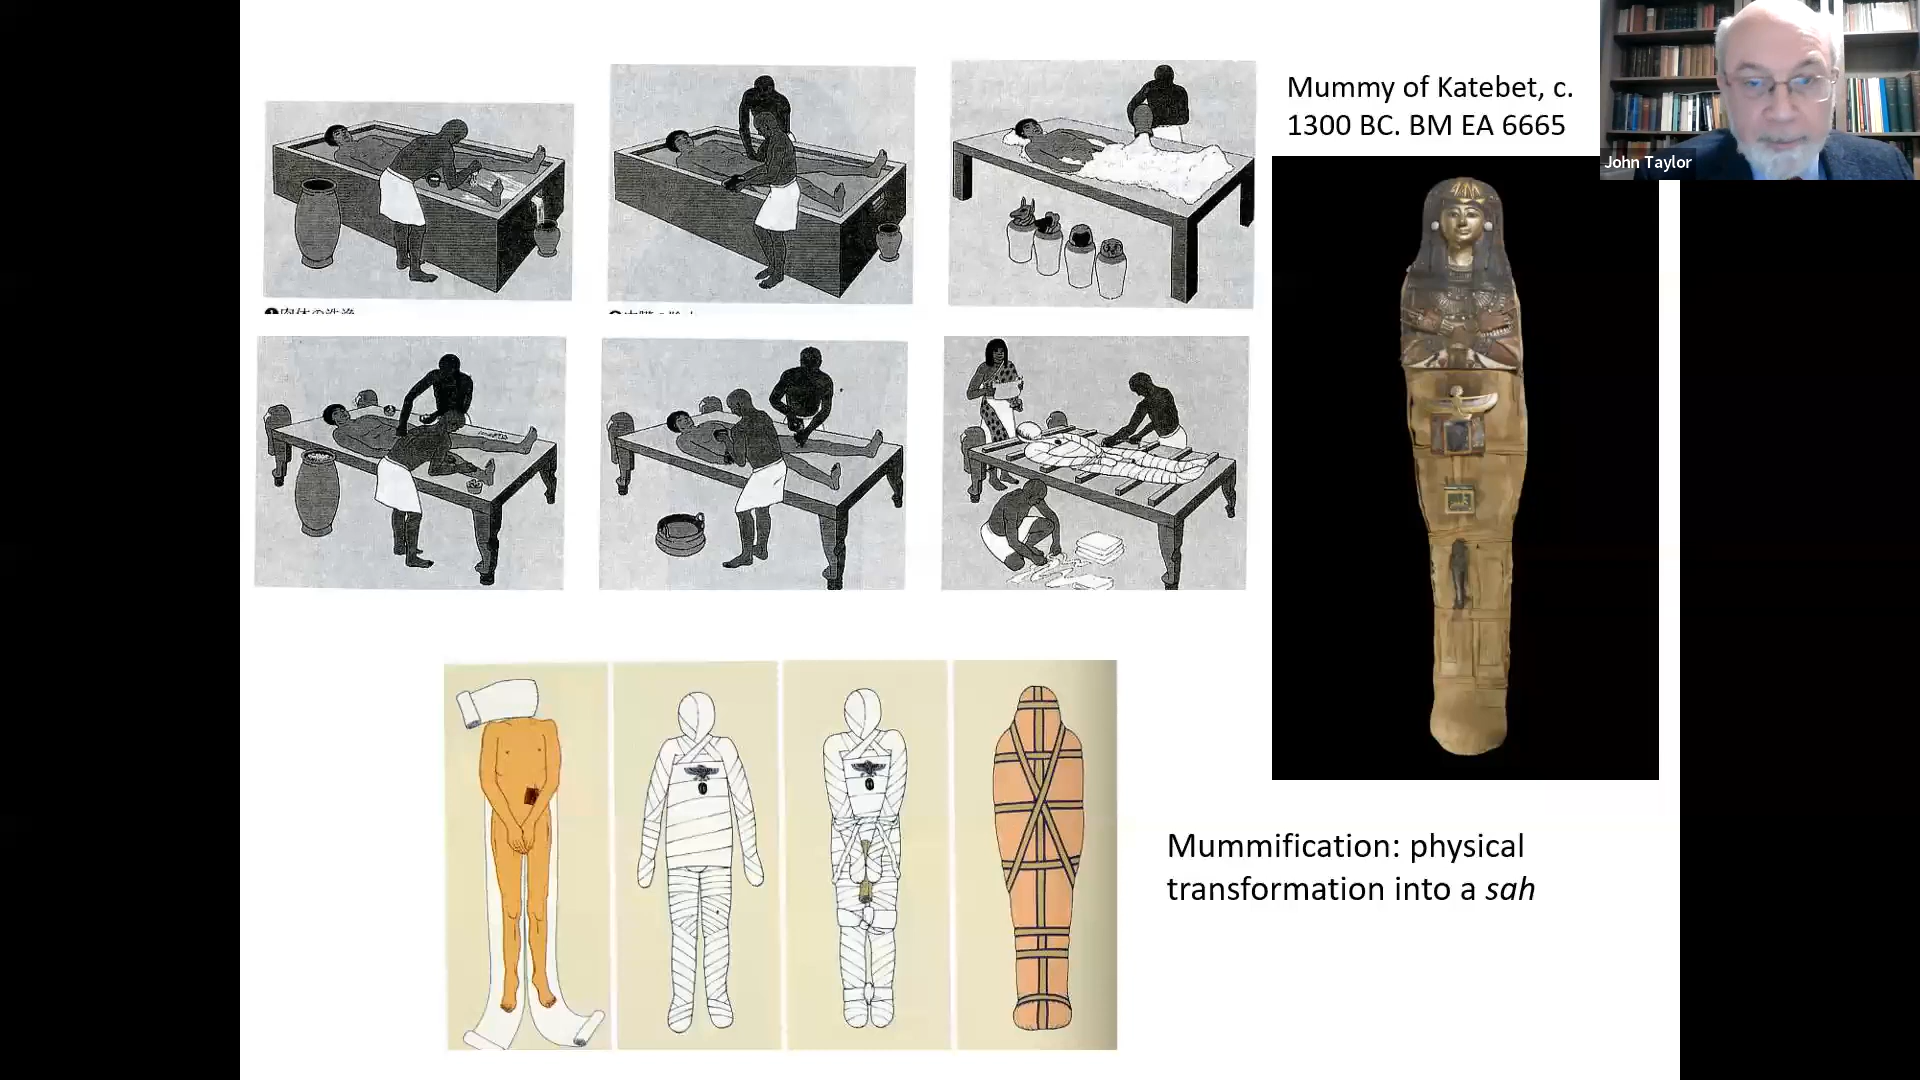 Mummy of Katebet, c.
1300 BC. BM EA 6665
John Taylor
Mummification: physical
transformation into a sah